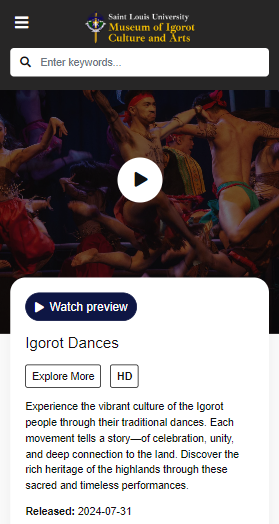 Saint Louis University
Museum of Igorot
Culture and Arts
Enter keywords...
Watch preview
Igorot Dances
Explore More
HD
Experience the vibrant culture of the Igorot
people through their traditional dances. Each
movement tells a story—of celebration, unity,
and deep connection to the land. Discover the
rich heritage of the highlands through these
sacred and timeless performances.
Released: 2024-07-31